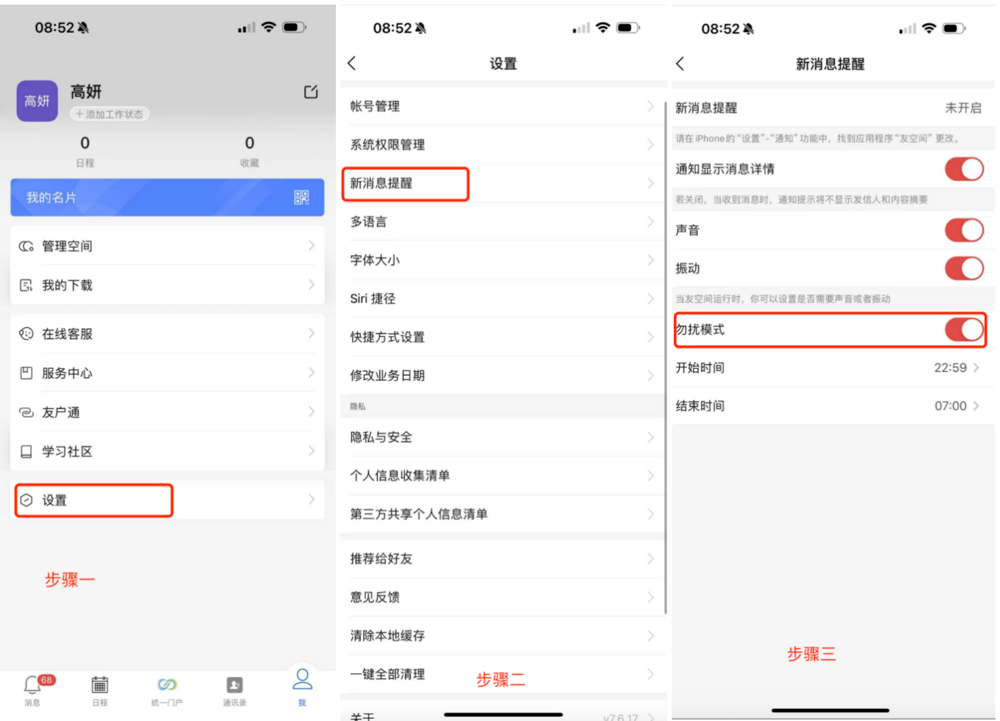 08:52
高妍
高妍
+添加工作状态
0
日程
0
收藏
我的名片
管理空间
我的下载
在线客服
服务中心
友户通
学习社区
设置
步骤一
68
消息
日程
统一门户
通讯录
我
08:52
设置
帐号管理
系统权限管理
新消息提醒
多语言
字体大小
Siri 捷径
快捷方式设置
修改业务日期
隐私
隐私与安全
个人信息收集清单
第三方共享个人信息清单
推荐给好友
意见反馈
清除本地缓存
一键全部清理
步骤二
关于
v7.6.17
08:52
新消息提醒
新消息提醒 未开启
请在iPhone的“设置”-“通知”功能中，找到应用程序“友空间”更改。
通知显示消息详情
若关闭，当收到消息时，通知提示将不显示发信人和内容摘要
声音
振动
当友空间运行时，你可以设置是否需要声音或者振动
勿扰模式
开始时间 22:59
结束时间 07:00
步骤三